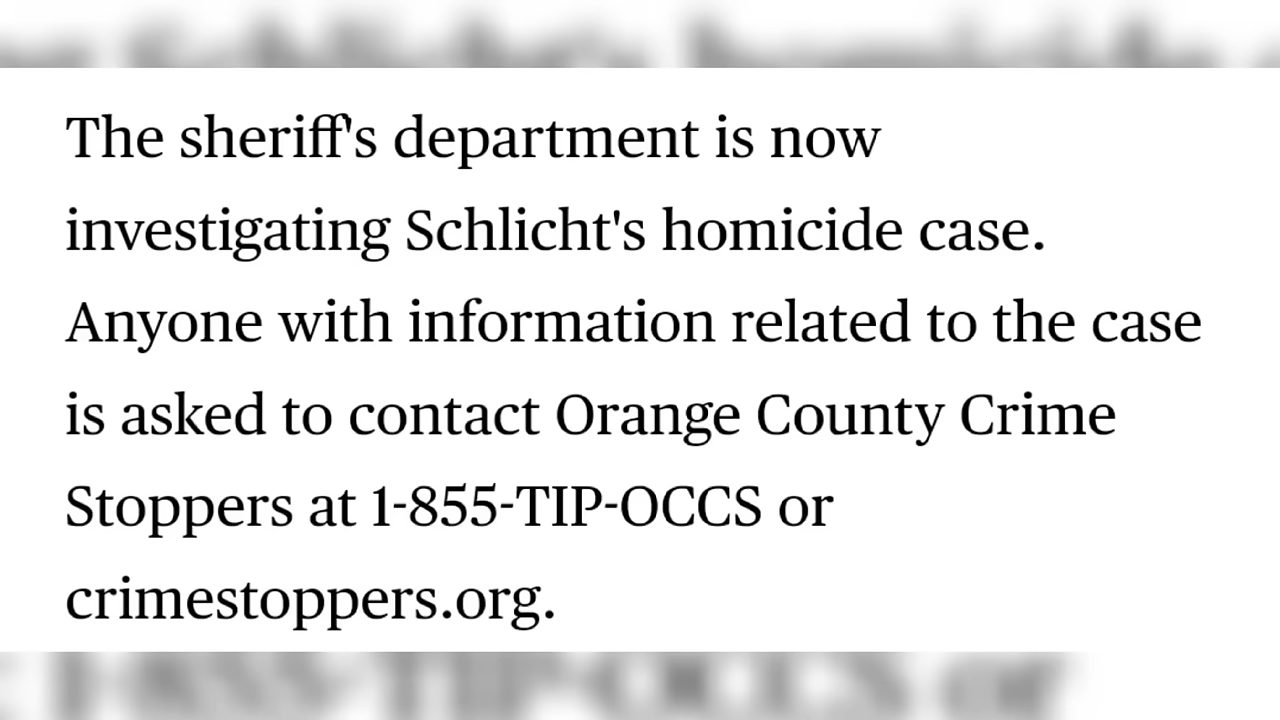 The sheriff's department is now
investigating Schlicht's homicide case.
Anyone with information related to the case
is asked to contact Orange County Crime
Stoppers at 1-855-TIP-OCCS or
crimestoppers.org.